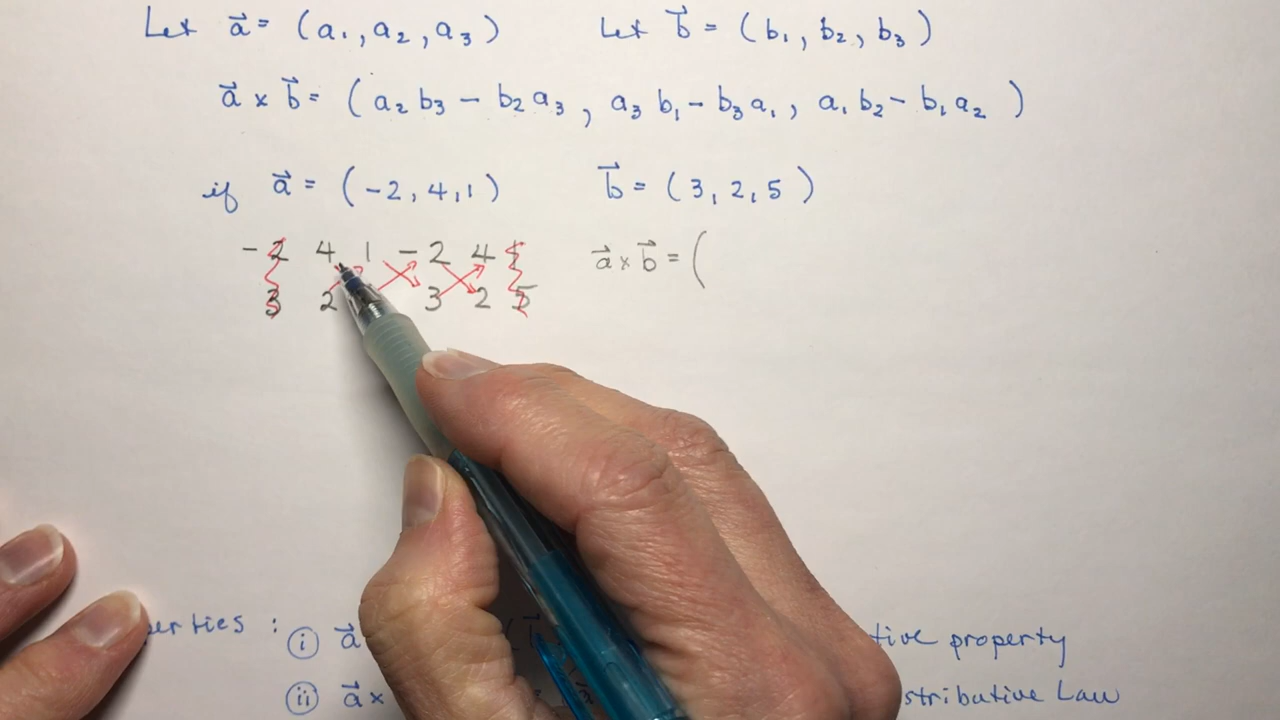 Let a⃗ = (a₁, a₂, a₃) Let b⃗ = (b₁, b₂, b₃)
a⃗ × b⃗ = (a₂b₃ − b₂a₃, a₃b₁ − b₃a₁, a₁b₂ − b₁a₂)
if a⃗ = (−2, 4, 1) b⃗ = (3, 2, 5)
−2 4 1 −2 4 1 a⃗ × b⃗ = (
3 2 3 2 5
erties : (i) a⃗ tive property
(ii) a⃗ × stributive Law